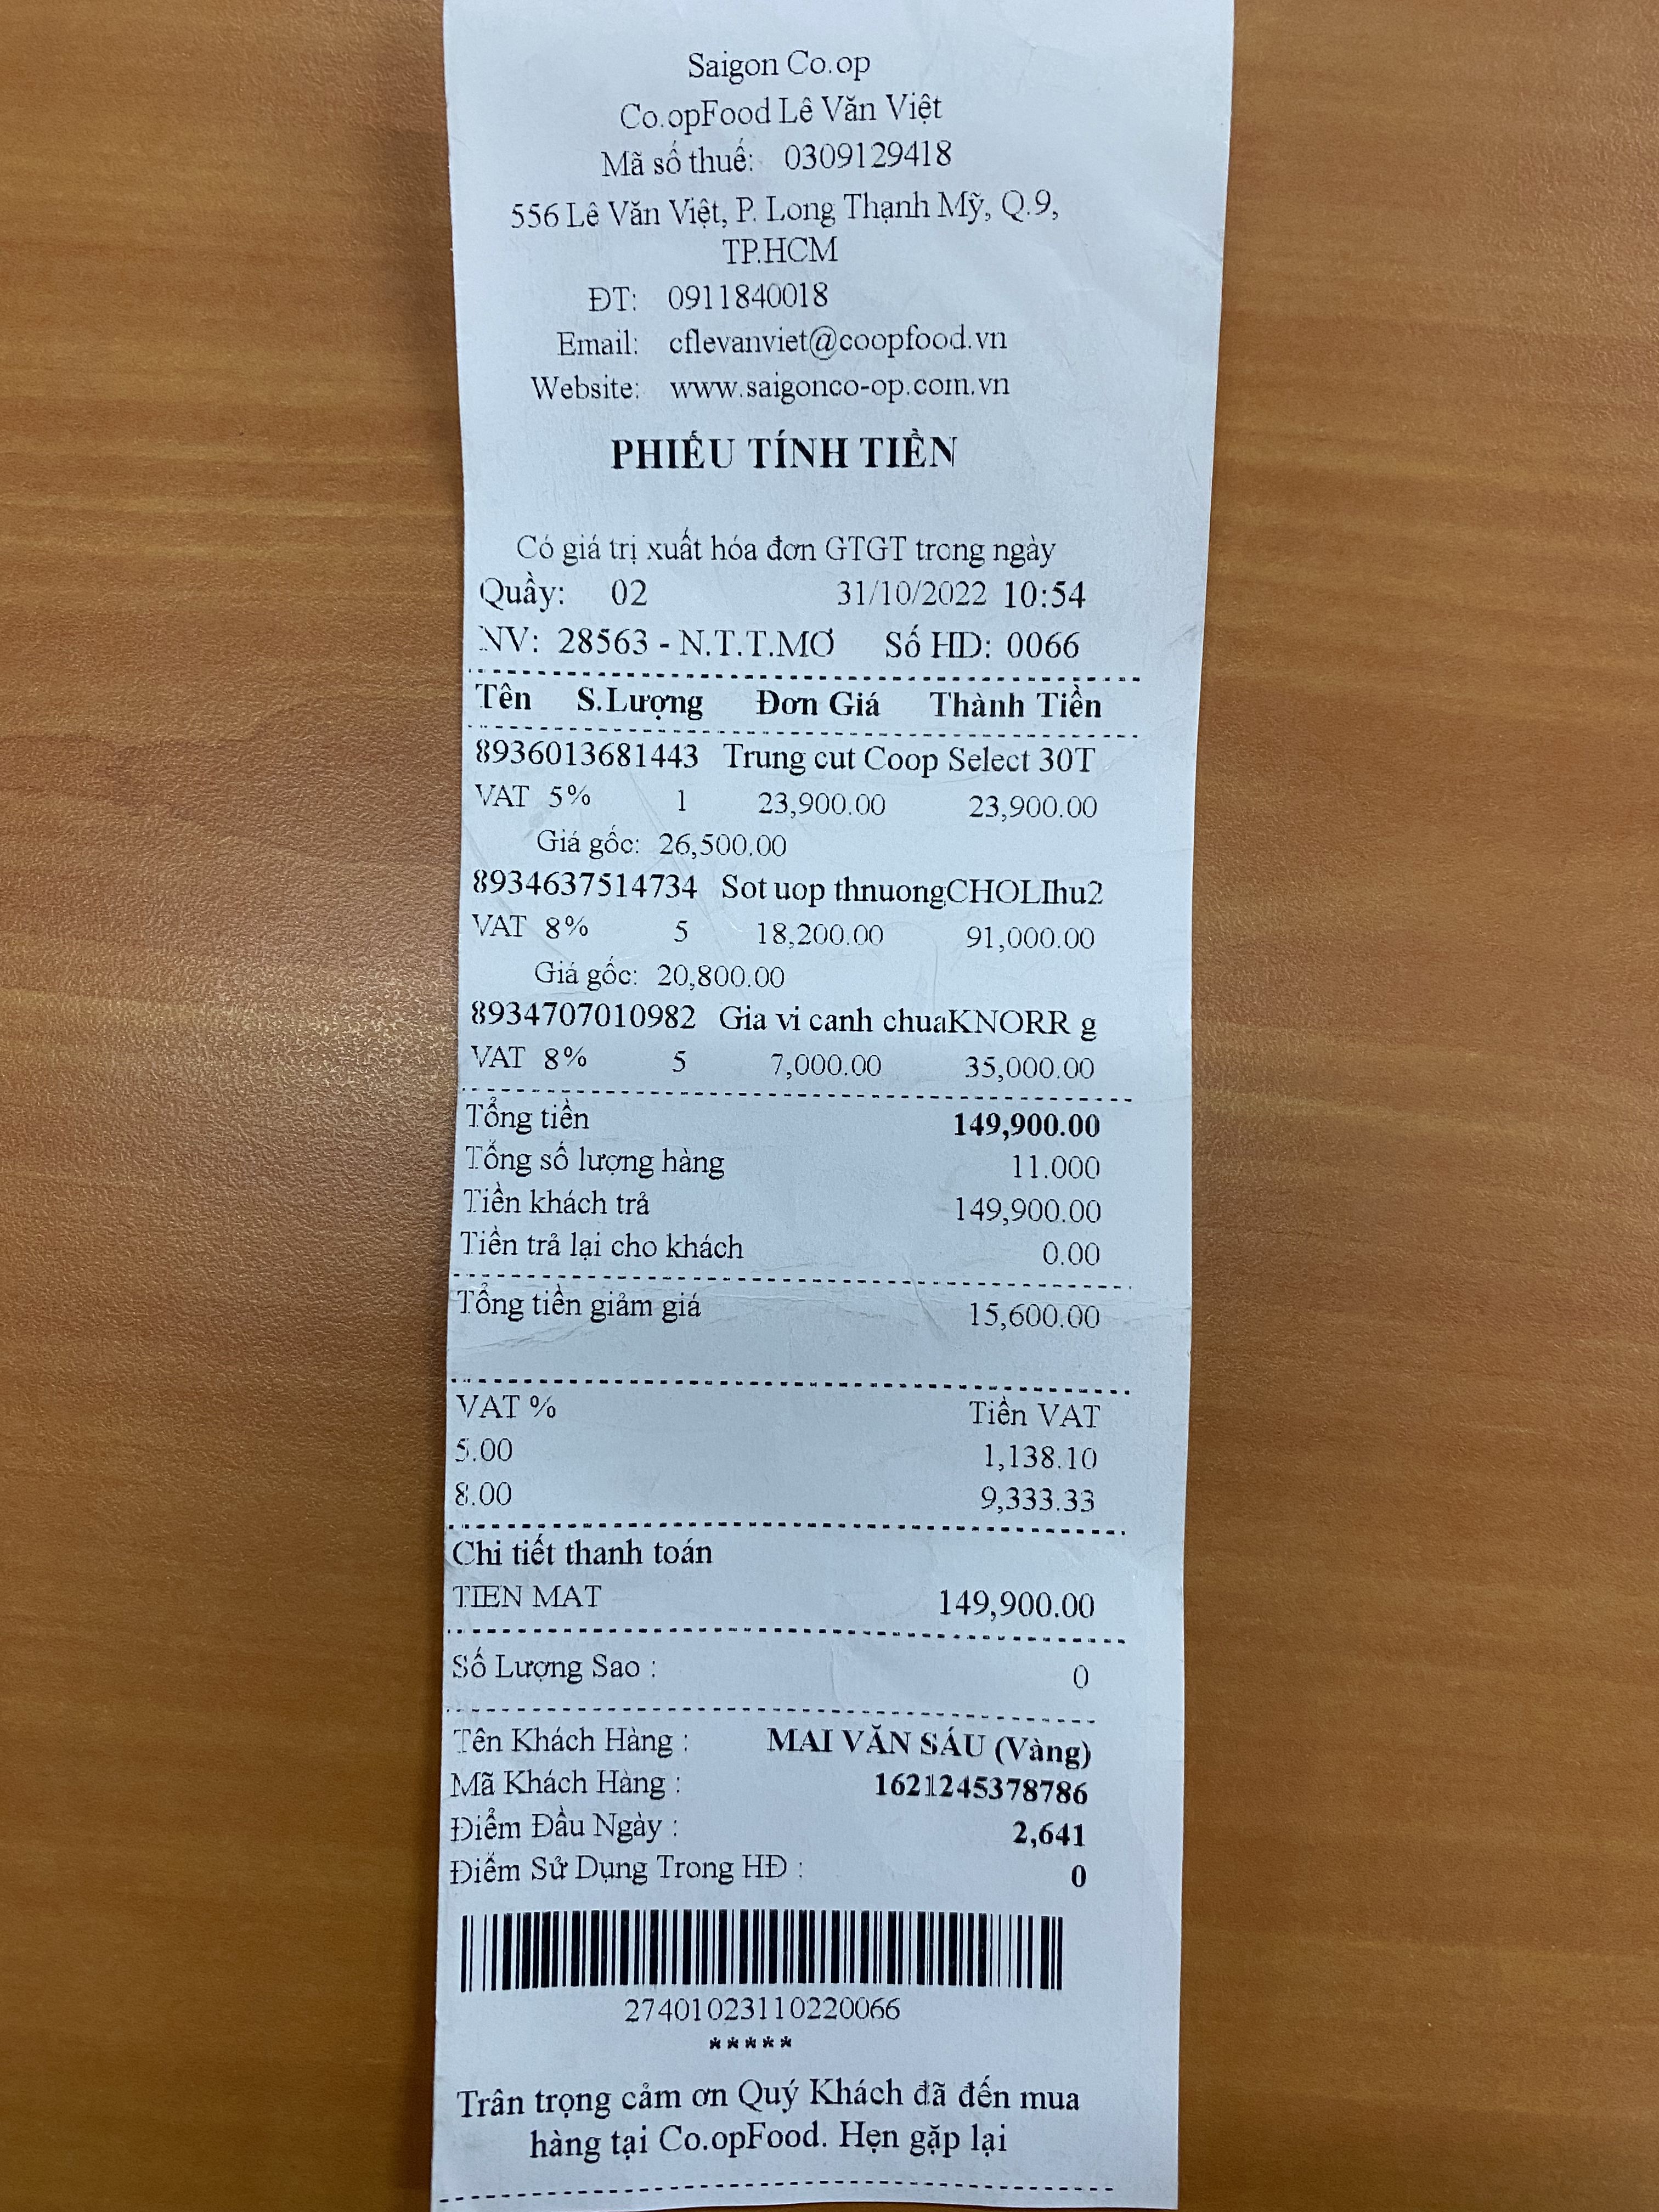 Saigon Co.op
Co.opFood Lê Văn Việt
Mã số thuế: 0309129418
556 Lê Văn Việt, P. Long Thạnh Mỹ, Q.9,
TP.HCM
ĐT: 0911840018
Email: cflevanviet@coopfood.vn
Website: www.saigonco-op.com.vn
PHIẾU TÍNH TIỀN
Có giá trị xuất hóa đơn GTGT trong ngày
Quầy: 02 31/10/2022 10:54
NV: 28563 - N.T.T.MƠ Số HD: 0066
Tên S.Lượng Đơn Giá Thành Tiền
8936013681443 Trung cut Coop Select 30T
VAT 5% 1 23,900.00 23,900.00
Giá gốc: 26,500.00
8934637514734 Sot uop thnuongCHOLIhu2
VAT 8% 5 18,200.00 91,000.00
Giá gốc: 20,800.00
8934707010982 Gia vi canh chuaKNORR g
VAT 8% 5 7,000.00 35,000.00
Tổng tiền 149,900.00
Tổng số lượng hàng 11.000
Tiền khách trả 149,900.00
Tiền trả lại cho khách 0.00
Tổng tiền giảm giá 15,600.00
VAT % Tiền VAT
5.00 1,138.10
8.00 9,333.33
Chi tiết thanh toán
TIEN MAT 149,900.00
Số Lượng Sao : 0
Tên Khách Hàng : MAI VĂN SÁU (Vàng)
Mã Khách Hàng : 1621245378786
Điểm Đầu Ngày : 2,641
Điểm Sử Dụng Trong HĐ : 0
27401023110220066
*****
Trân trọng cảm ơn Quý Khách đã đến mua
hàng tại Co.opFood. Hẹn gặp lại